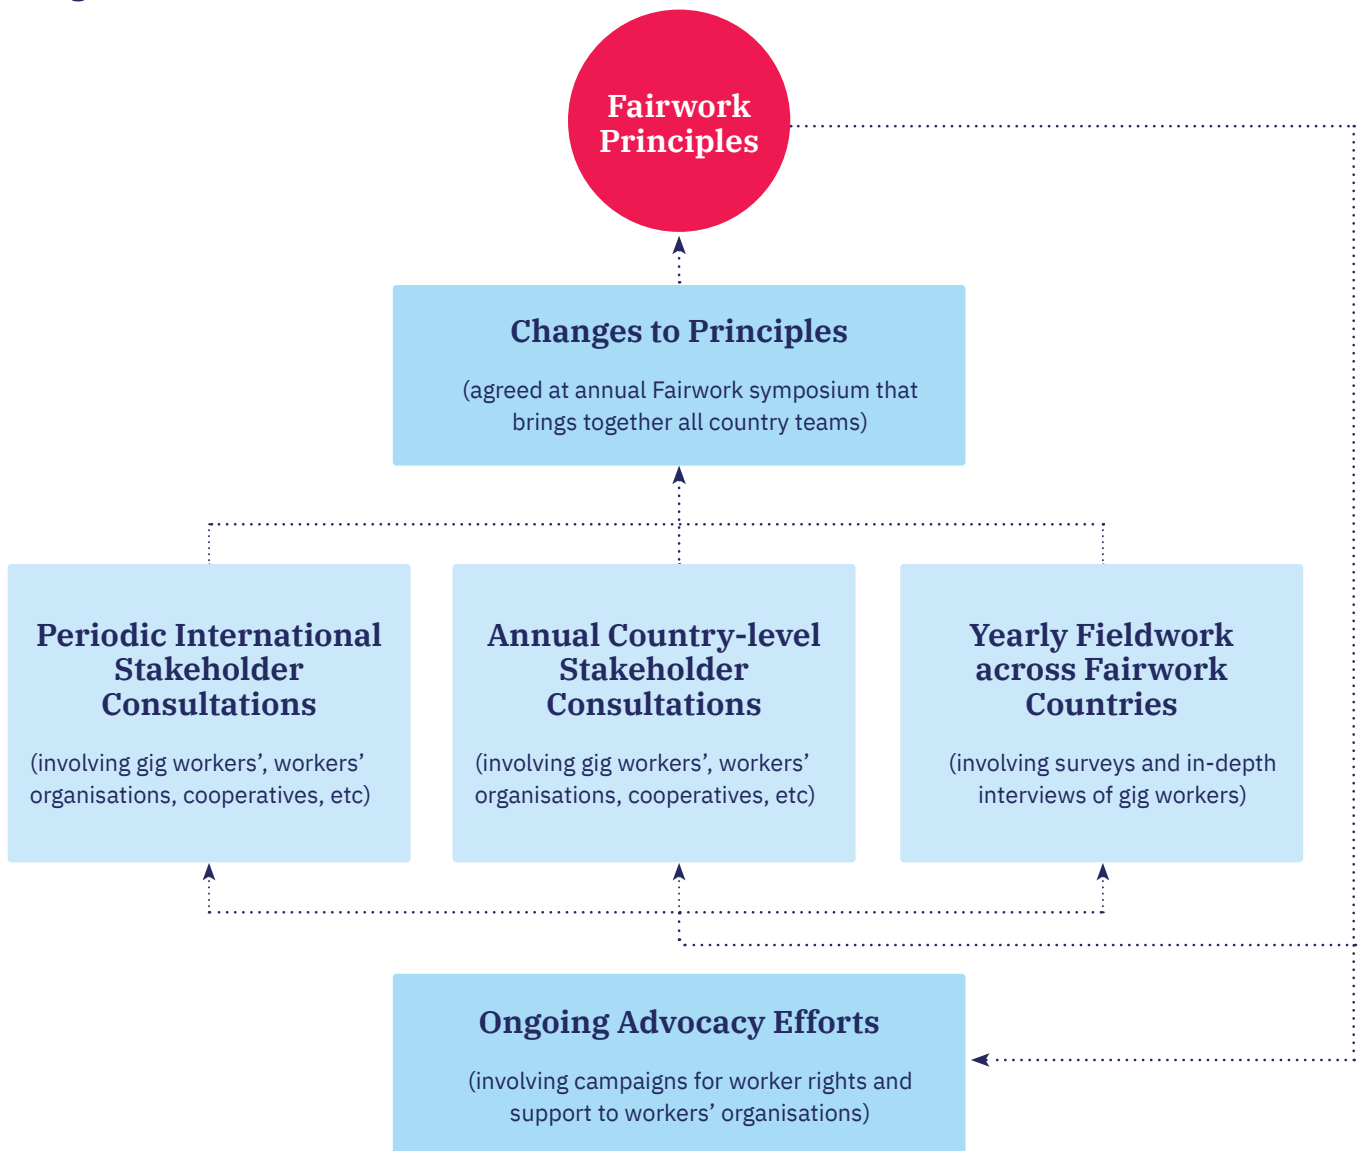 Fairwork
Principles
Changes to Principles
(agreed at annual Fairwork symposium that
brings together all country teams)
Periodic International
Stakeholder
Consultations
(involving gig workers’, workers’
organisations, cooperatives, etc)
Annual Country-level
Stakeholder
Consultations
(involving gig workers’, workers’
organisations, cooperatives, etc)
Yearly Fieldwork
across Fairwork
Countries
(involving surveys and in-depth
interviews of gig workers)
Ongoing Advocacy Efforts
(involving campaigns for worker rights and
support to workers’ organisations)